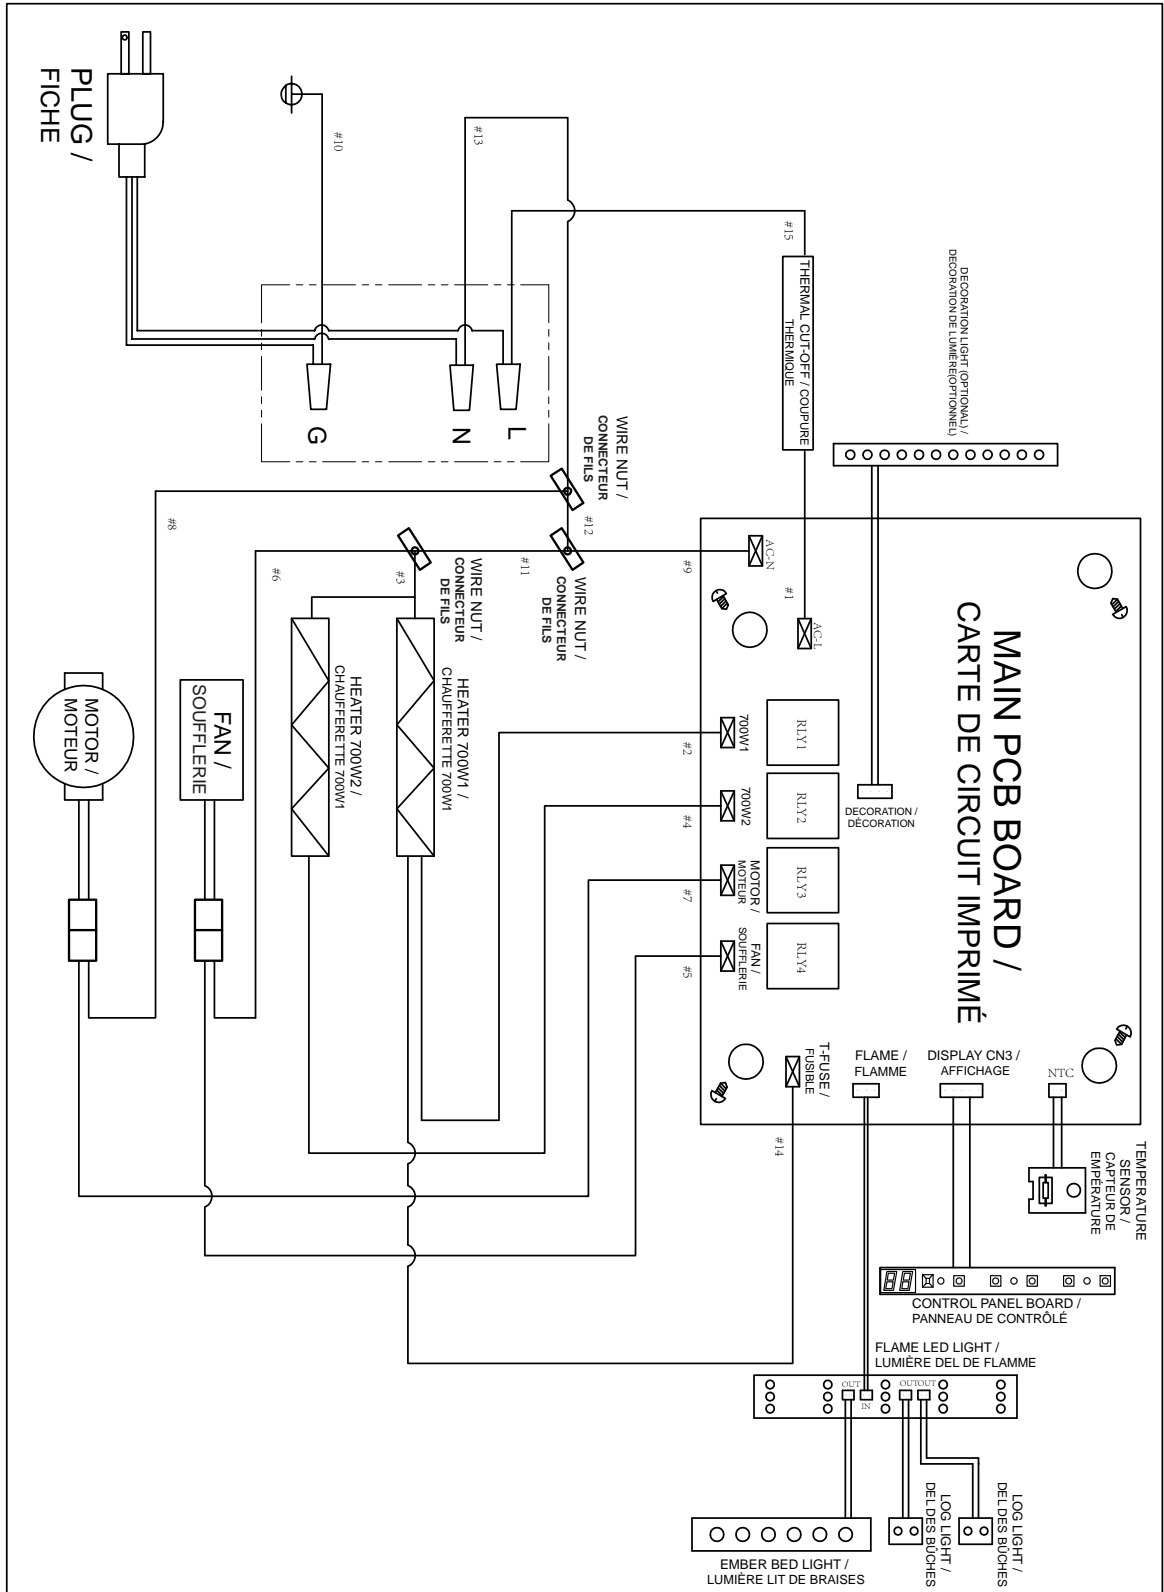 PLUG /
FICHE
#10
#13
#15
G
N
L
THERMAL CUT-OFF / COUPURE
THERMIQUE
DECORATION LIGHT (OPTIONAL) /
DECORATION DE LUMIÈRE(OPTIONNEL)
WIRE NUT /
CONNECTEUR
DE FILS
#12
WIRE NUT /
CONNECTEUR
DE FILS
#11
WIRE NUT /
CONNECTEUR
DE FILS
#8
#6
#3
#9
#1
AC-N
AC-L
MAIN PCB BOARD /
CARTE DE CIRCUIT IMPRIMÉ
HEATER 700W1 /
CHAUFFERETTE 700W1
HEATER 700W2 /
CHAUFFERETTE 700W1
FAN /
SOUFFLERIE
MOTOR /
MOTEUR
#2
700W1
RLY1
#4
700W2
RLY2
#7
MOTOR /
MOTEUR
RLY3
#5
FAN /
SOUFFLERIE
RLY4
DECORATION /
DÉCORATION
T-FUSE /
FUSIBLE
#14
FLAME /
FLAMME
DISPLAY CN3 /
AFFICHAGE
NTC
TEMPERATURE
SENSOR /
CAPTEUR DE
EMPÉRATURE
88
CONTROL PANEL BOARD /
PANNEAU DE CONTRÔLÉ
FLAME LED LIGHT /
LUMIÈRE DEL DE FLAMME
OUT
IN
OUT
OUT
LOG LIGHT /
DEL DES BÛCHES
LOG LIGHT /
DEL DES BÛCHES
EMBER BED LIGHT /
LUMIÈRE LIT DE BRAISES